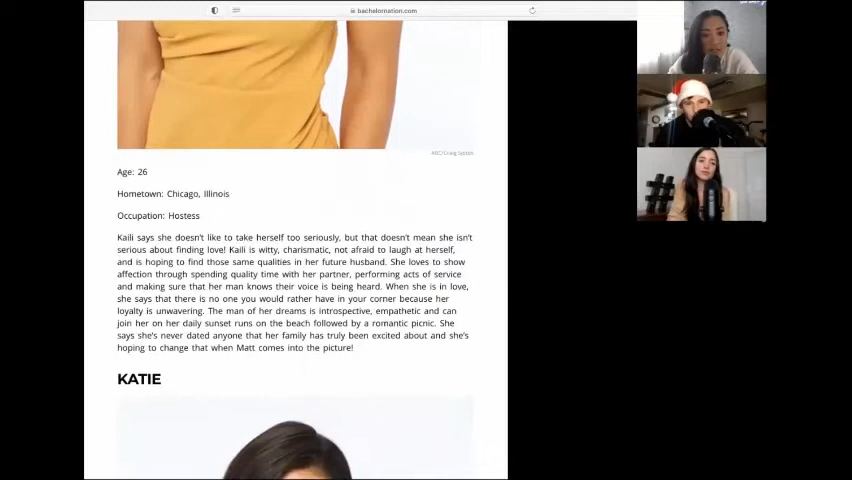 bachelornation.com
ABC/Craig Sjodin
Age: 26
Hometown: Chicago, Illinois
Occupation: Hostess
Kaili says she doesn't like to take herself too seriously, but that doesn't mean she isn't
serious about finding love! Kaili is witty, charismatic, not afraid to laugh at herself,
and is hoping to find those same qualities in her future husband. She loves to show
affection through spending quality time with her partner, performing acts of service
and making sure that her man knows their voice is being heard. When she is in love,
she says that there is no one you would rather have in your corner because her
loyalty is unwavering. The man of her dreams is introspective, empathetic and can
join her on her daily sunset runs on the beach followed by a romantic picnic. She
says she's never dated anyone that her family has truly been excited about and she's
hoping to change that when Matt comes into the picture!
KATIE